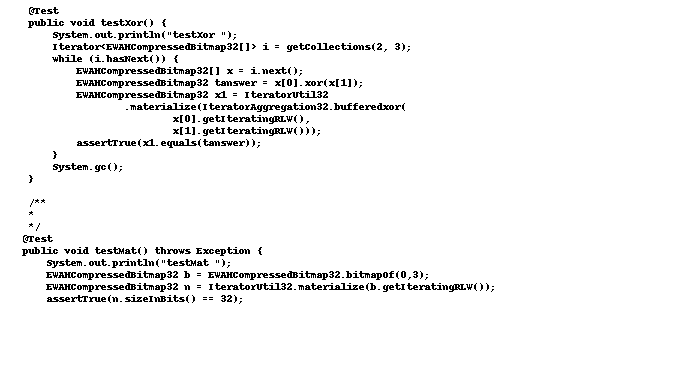 @Test
public void testXor() {
System.out.println("testXor ");
Iterator<EWAHCompressedBitmap32[]> i = getCollections(2, 3);
while (i.hasNext()) {
EWAHCompressedBitmap32[] x = i.next();
EWAHCompressedBitmap32 tanswer = x[0].xor(x[1]);
EWAHCompressedBitmap32 x1 = IteratorUtil32
.materialize(IteratorAggregation32.bufferedxor(
x[0].getIteratingRLW(),
x[1].getIteratingRLW()));
assertTrue(x1.equals(tanswer));
}
System.gc();
}
/**
*
*/
@Test
public void testMat() throws Exception {
System.out.println("testMat ");
EWAHCompressedBitmap32 b = EWAHCompressedBitmap32.bitmapOf(0,3);
EWAHCompressedBitmap32 n = IteratorUtil32.materialize(b.getIteratingRLW());
assertTrue(n.sizeInBits() == 32);